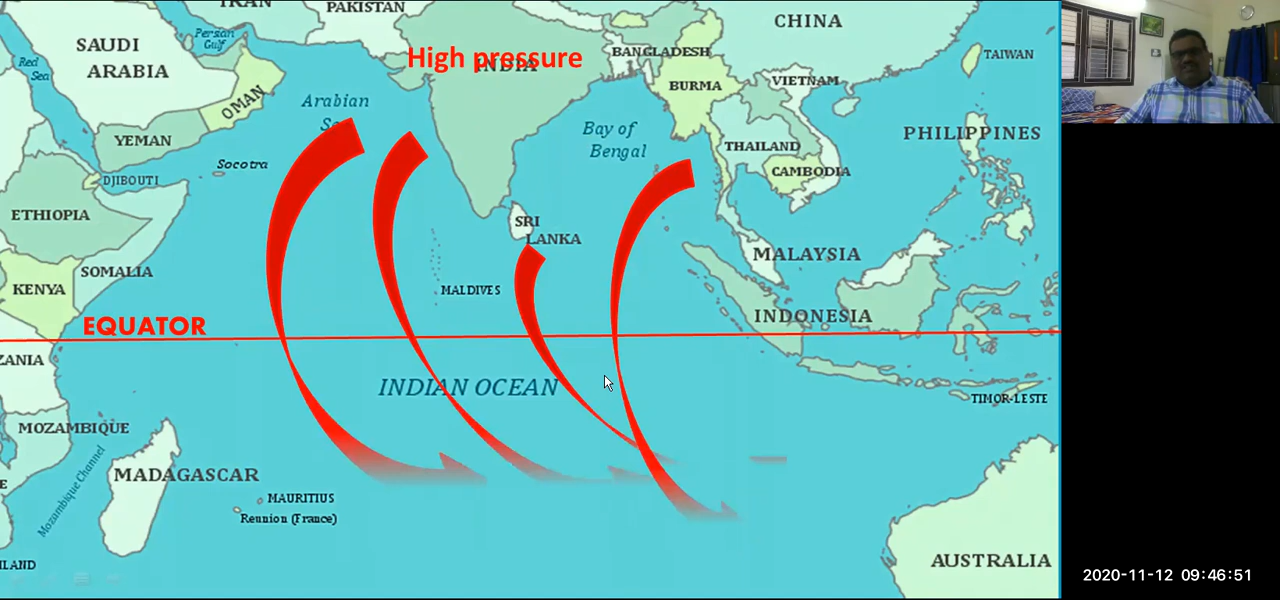 IRAN
PAKISTAN
CHINA
SAUDI
ARABIA
Persian
Gulf
High pressure
INDIA
BANGLADESH
TAIWAN
Red
Sea
OMAN
BURMA
VIETNAM
Arabian
YEMEN
Bay of
Bengal
THAILAND
PHILIPPINES
Socotra
DJIBOUTI
CAMBODIA
ETHIOPIA
SRI
LANKA
MALAYSIA
SOMALIA
KENYA
MALDIVES
EQUATOR
INDONESIA
ZANIA
INDIAN OCEAN
TIMOR-LESTE
MOZAMBIQUE
Mozambique Channel
MADAGASCAR
MAURITIUS
Reunion (France)
AUSTRALIA
ILAND
2020-11-12 09:46:51